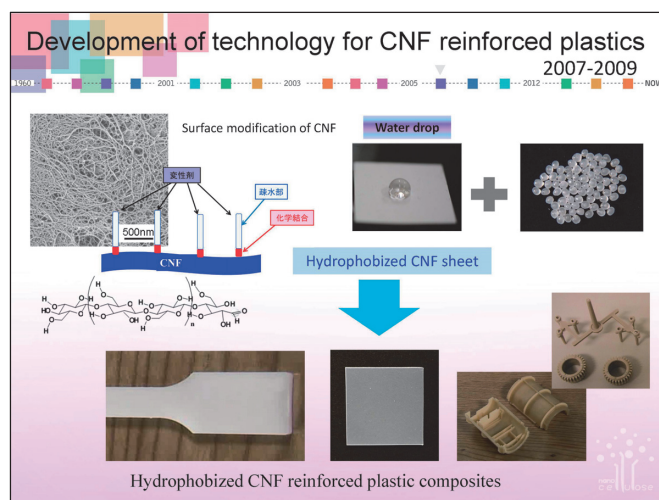 Development of technology for CNF reinforced plastics
2007-2009
1960
2001
2003
2005
2012
NOW
Surface modification of CNF
Water drop
変性剤
疎水部
化学結合
500nm
CNF
Hydrophobized CNF sheet
Hydrophobized CNF reinforced plastic composites
nano
cellulose